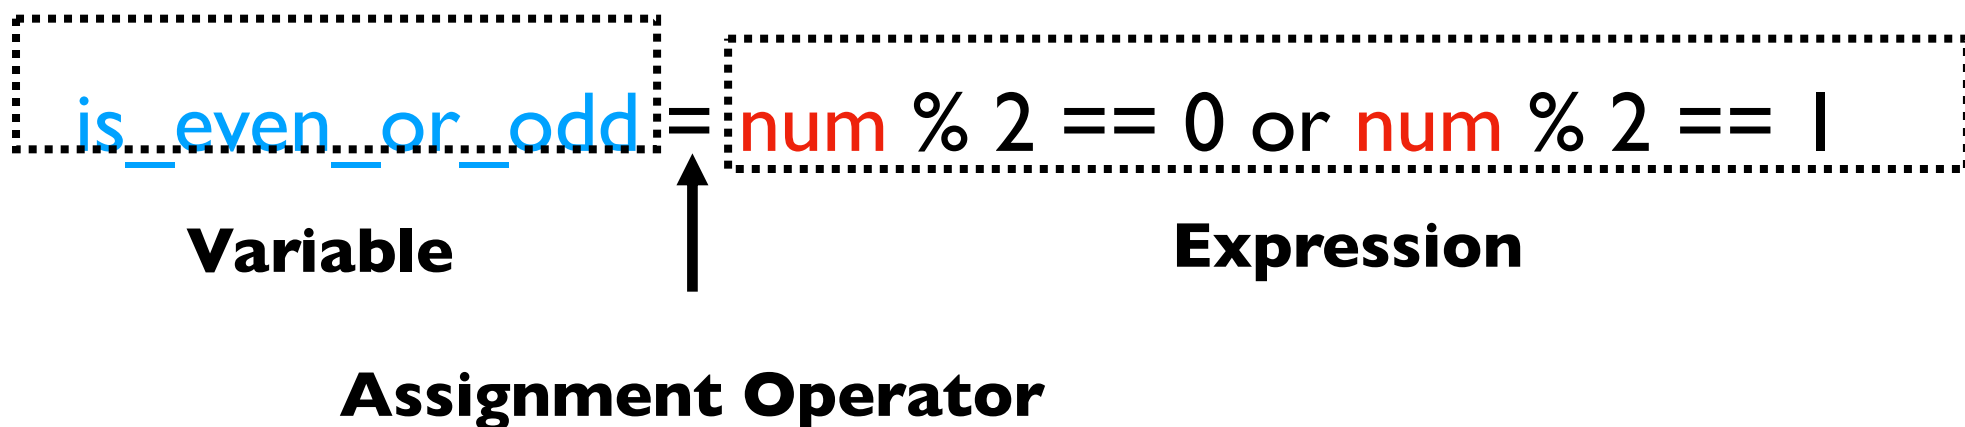 is_even_or_odd = num % 2 == 0 or num % 2 == 1
Variable
Expression
Assignment Operator